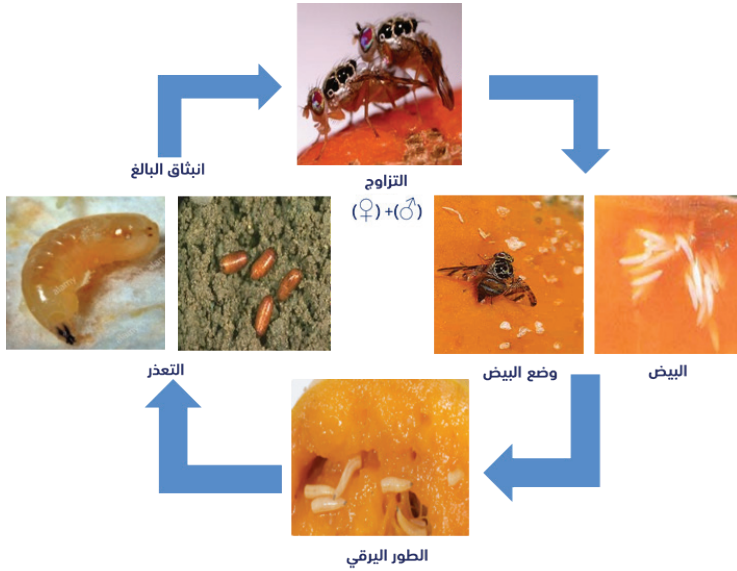 انبثاق البالغ
التزاوج
(♀) +(♂)
التعذر
وضع البيض
البيض
الطور اليرقي